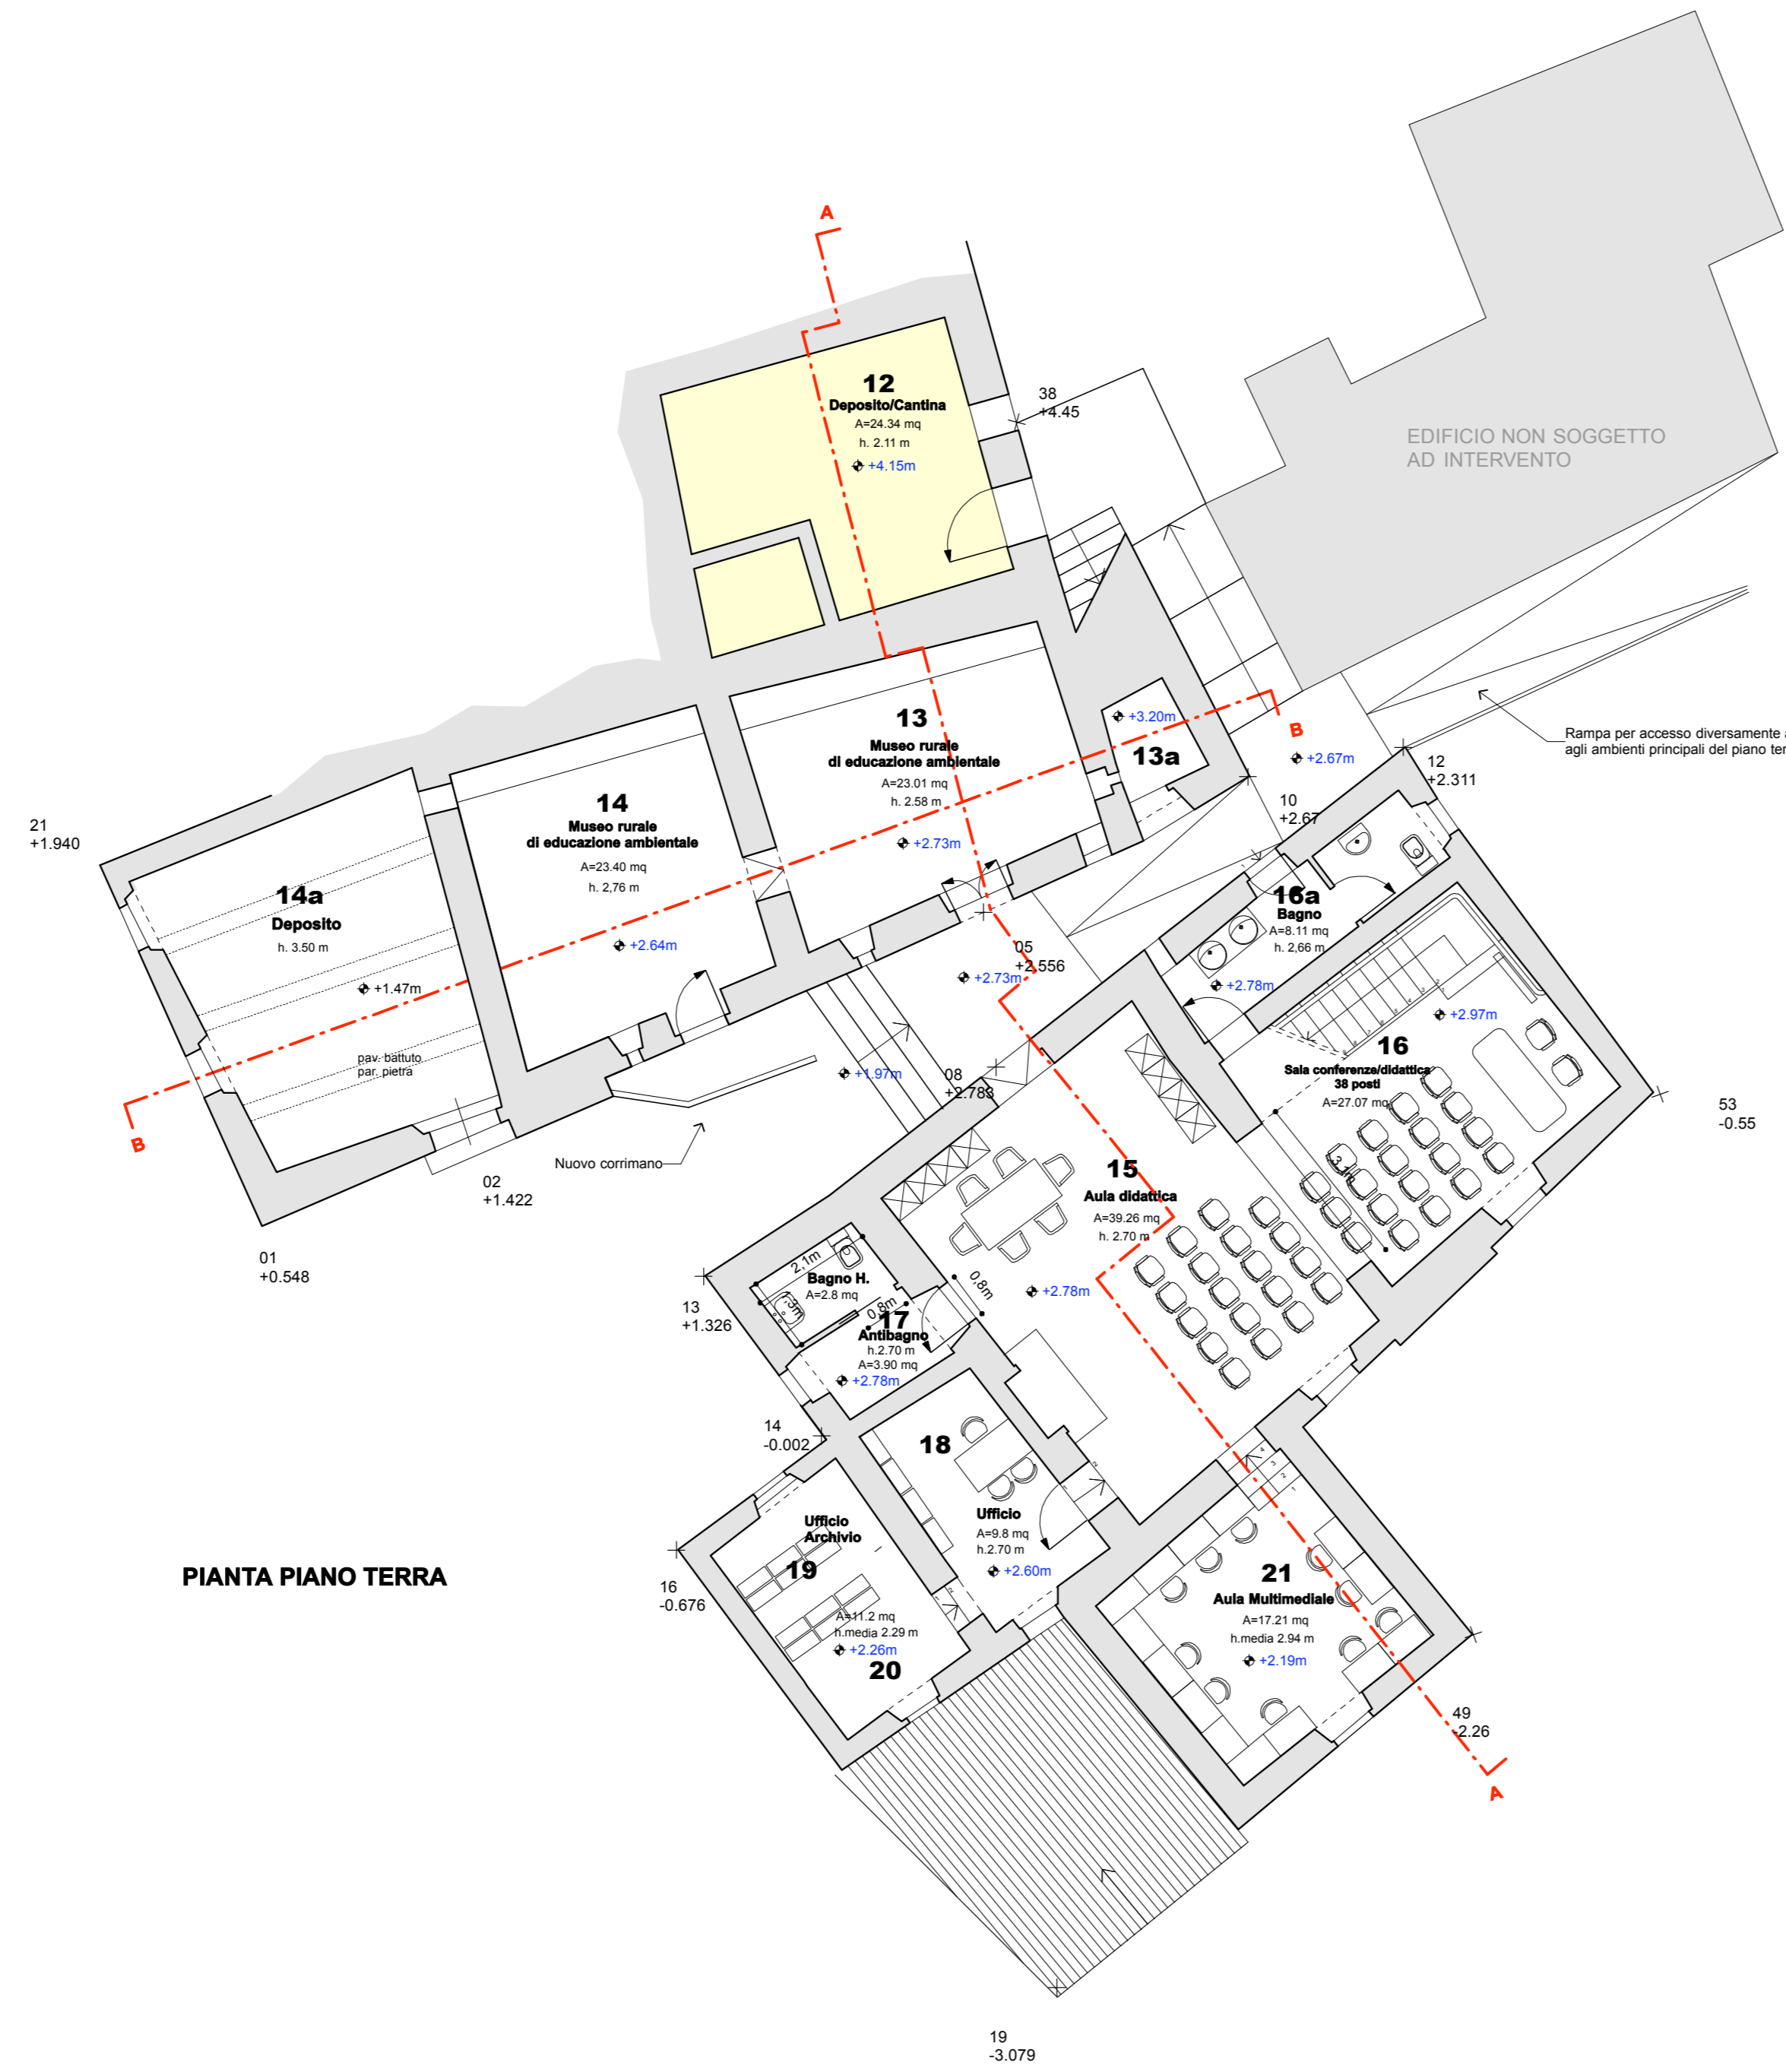 A
12
Deposito/Cantina
A=24.34 mq
h. 2.11 m
+4.15m
38
+4.45
EDIFICIO NON SOGGETTO
AD INTERVENTO
13
Museo rurale
di educazione ambientale
A=23.01 mq
h. 2.58 m
+2.73m
+3.20m
13a
B
+2.67m
Rampa per accesso diversamente a
agli ambienti principali del piano ter
12
+2.311
10
+2.67
14
Museo rurale
di educazione ambientale
A=23.40 mq
h. 2,76 m
+2.64m
21
+1.940
14a
Deposito
h. 3.50 m
+1.47m
pav. battuto
par. pietra
B
16a
Bagno
A=8.11 mq
h. 2,66 m
+2.78m
05
+2.556
+2.73m
+2.97m
16
Sala conferenze/didattica
38 posti
A=27.07 mq
+1.97m
08
+2.783
53
-0.55
Nuovo corrimano
02
+1.422
15
Aula didattica
A=39.26 mq
h. 2.70 m
+2.78m
01
+0.548
2,1m
Bagno H.
A=2.8 mq
0,8m
0,8m
13
+1.326
17
Antibagno
h.2.70 m
A=3.90 mq
+2.78m
14
-0.002
18
Ufficio
A=9.8 mq
h.2.70 m
+2.60m
Ufficio
Archivio
19
A=11.2 mq
h.media 2.29 m
+2.26m
20
16
-0.676
PIANTA PIANO TERRA
4
3
2
1
21
Aula Multimediale
A=17.21 mq
h.media 2.94 m
+2.19m
49
-2.26
A
19
-3.079